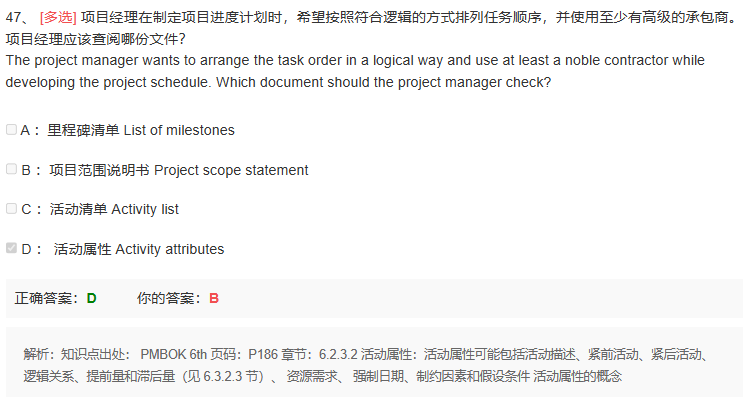 47、 [多选] 项目经理在制定项目进度计划时，希望按照符合逻辑的方式排列任务顺序，并使用至少有高级的承包商。
项目经理应该查阅哪份文件？
The project manager wants to arrange the task order in a logical way and use at least a noble contractor while
developing the project schedule. Which document should the project manager check?
A： 里程碑清单 List of milestones
B： 项目范围说明书 Project scope statement
C： 活动清单 Activity list
D： 活动属性 Activity attributes
正确答案：D 你的答案：B
解析：知识点出处： PMBOK 6th 页码：P186 章节：6.2.3.2 活动属性：活动属性可能包括活动描述、紧前活动、紧后活动、
逻辑关系、提前量和滞后量（见 6.3.2.3 节）、 资源需求、 强制日期、制约因素和假设条件 活动属性的概念